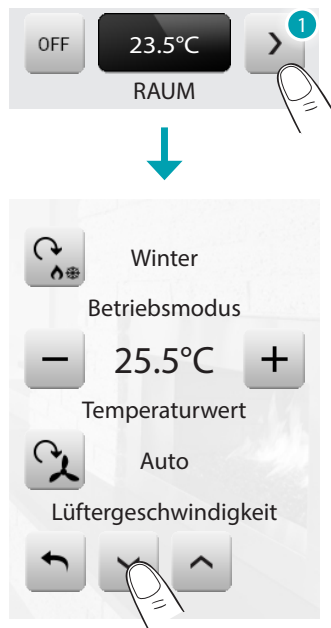 OFF 23.5°C 1
RAUM
Winter
Betriebsmodus
− 25.5°C +
Temperaturwert
Auto
Lüftergeschwindigkeit